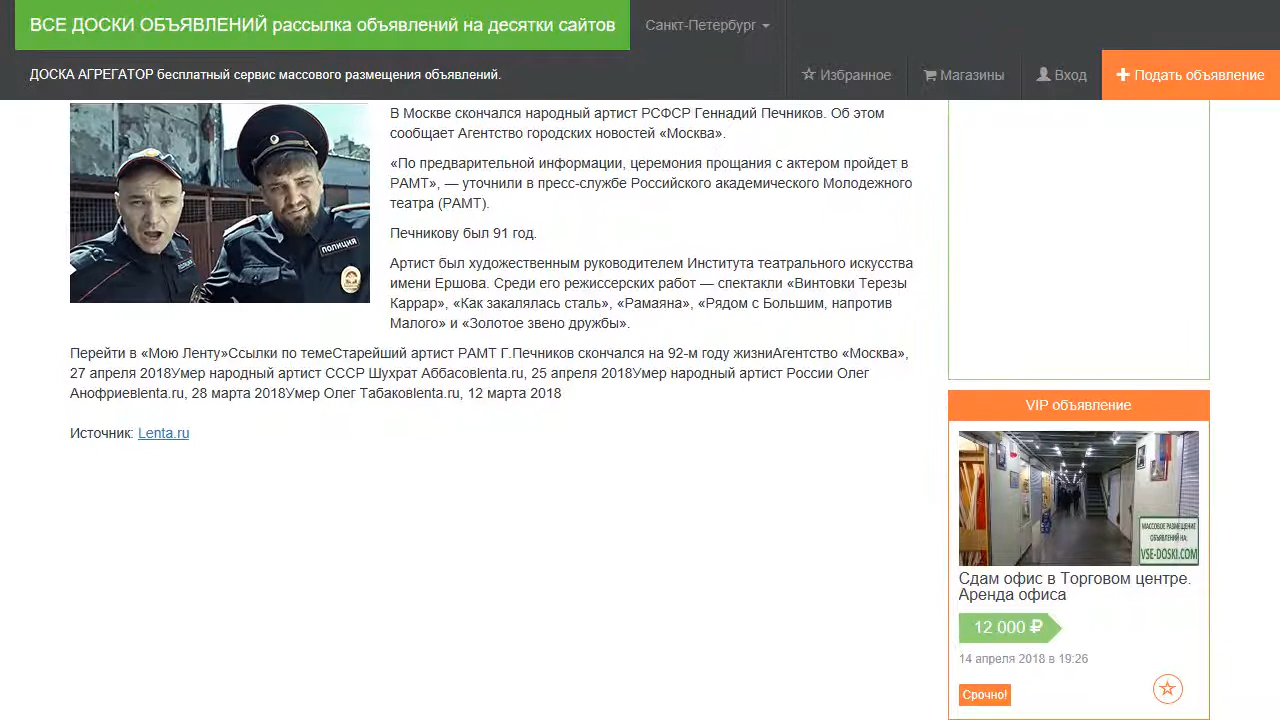 ВСЕ ДОСКИ ОБЪЯВЛЕНИЙ рассылка объявлений на десятки сайтов
Санкт-Петербург
ДОСКА АГРЕГАТОР бесплатный сервис массового размещения объявлений.
Избранное
Магазины
Вход
Подать объявление
ПОЛИЦИЯ
В Москве скончался народный артист РСФСР Геннадий Печников. Об этом
сообщает Агентство городских новостей «Москва».
«По предварительной информации, церемония прощания с актером пройдет в
РАМТ», — уточнили в пресс-службе Российского академического Молодежного
театра (РАМТ).
Печникову был 91 год.
Артист был художественным руководителем Института театрального искусства
имени Ершова. Среди его режиссерских работ — спектакли «Винтовки Терезы
Каррар», «Как закалялась сталь», «Рамаяна», «Рядом с Большим, напротив
Малого» и «Золотое звено дружбы».
Перейти в «Мою Ленту»Ссылки по темеСтарейший артист РАМТ Г.Печников скончался на 92-м году жизниАгентство «Москва»,
27 апреля 2018Умер народный артист СССР Шухрат Аббасовlenta.ru, 25 апреля 2018Умер народный артист России Олег
Анофриевlenta.ru, 28 марта 2018Умер Олег Табаковlenta.ru, 12 марта 2018
Источник: Lenta.ru
VIP объявление
МАССОВОЕ РАЗМЕЩЕНИЕ
ОБЪЯВЛЕНИЙ НА:
VSE-DOSKI.COM
Сдам офис в Торговом центре.
Аренда офиса
12 000 ₽
14 апреля 2018 в 19:26
Срочно!